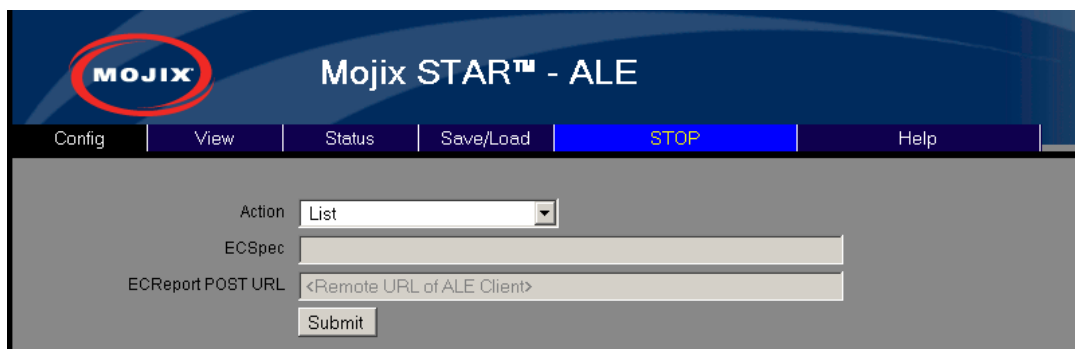 MOJIX
Mojix STAR™ - ALE
Config View Status Save/Load STOP Help
Action List
ECSpec
ECReport POST URL <Remote URL of ALE Client>
Submit